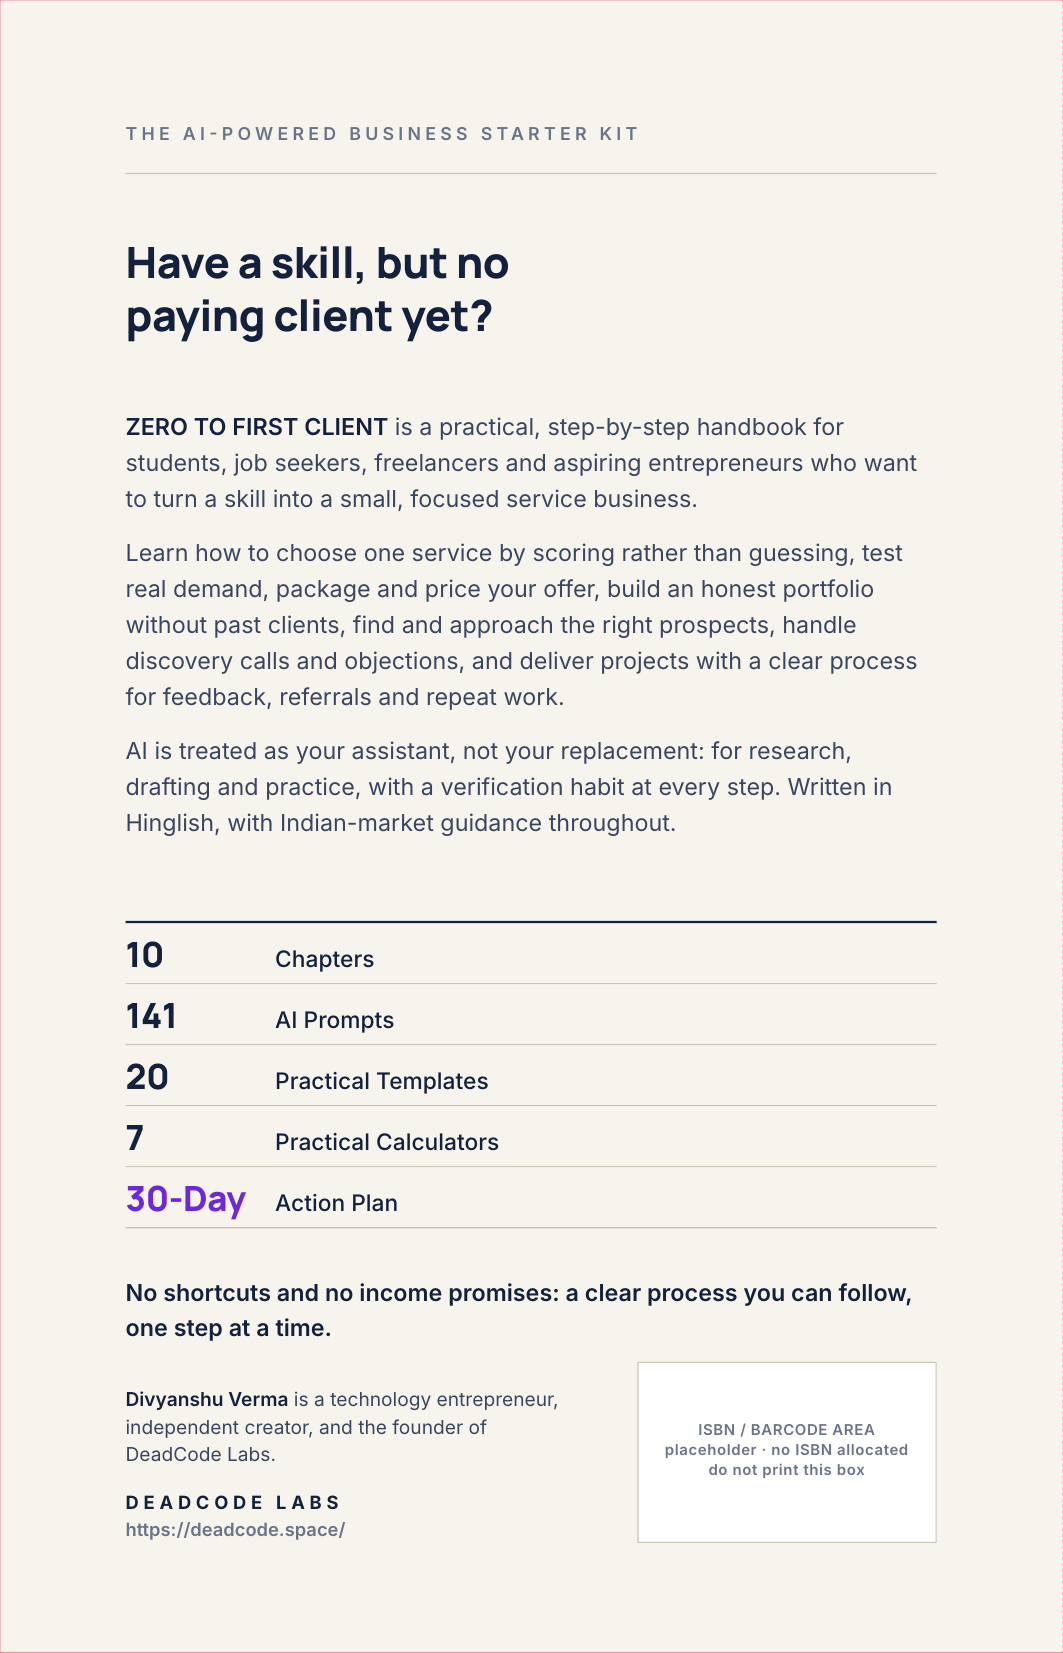 THE AI-POWERED BUSINESS STARTER KIT
Have a skill, but no
paying client yet?
ZERO TO FIRST CLIENT is a practical, step-by-step handbook for
students, job seekers, freelancers and aspiring entrepreneurs who want
to turn a skill into a small, focused service business.
Learn how to choose one service by scoring rather than guessing, test
real demand, package and price your offer, build an honest portfolio
without past clients, find and approach the right prospects, handle
discovery calls and objections, and deliver projects with a clear process
for feedback, referrals and repeat work.
AI is treated as your assistant, not your replacement: for research,
drafting and practice, with a verification habit at every step. Written in
Hinglish, with Indian-market guidance throughout.
10 Chapters
141 AI Prompts
20 Practical Templates
7 Practical Calculators
30-Day Action Plan
No shortcuts and no income promises: a clear process you can follow,
one step at a time.
Divyanshu Verma is a technology entrepreneur,
independent creator, and the founder of
DeadCode Labs.
DEADCODE LABS
https://deadcode.space/
ISBN / BARCODE AREA
placeholder · no ISBN allocated
do not print this box